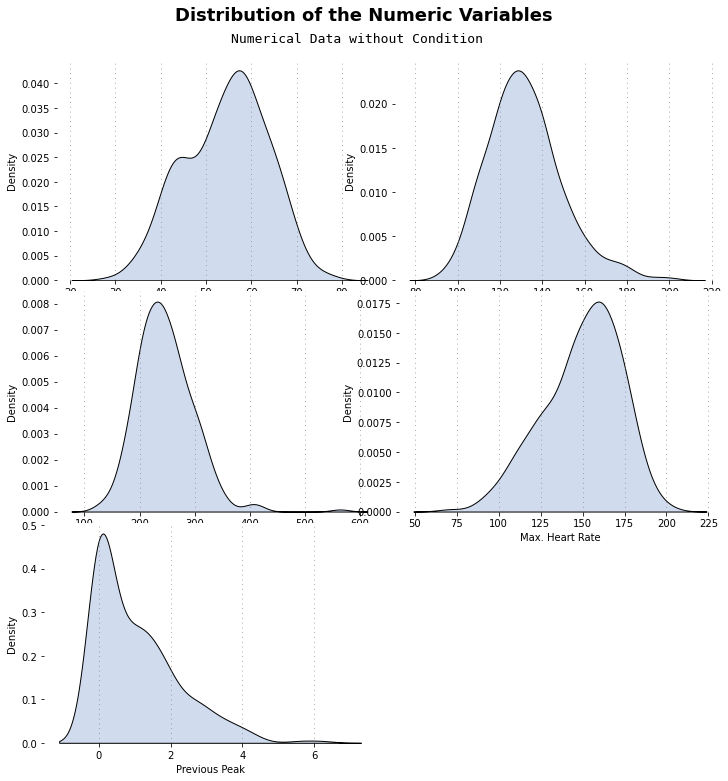 Distribution of the Numeric Variables
Numerical Data without Condition
Density
0.040
0.035
0.030
0.025
0.020
0.015
0.010
0.005
0.000
20 30 40 50 60 70 80
Density
0.020
0.015
0.010
0.005
0.000
80 100 120 140 160 180 200 220
Density
0.008
0.007
0.006
0.005
0.004
0.003
0.002
0.001
0.000
100 200 300 400 500 600
Density
0.0175
0.0150
0.0125
0.0100
0.0075
0.0050
0.0025
0.0000
50 75 100 125 150 175 200 225
Max. Heart Rate
Density
0.5
0.4
0.3
0.2
0.1
0.0
0 2 4 6
Previous Peak